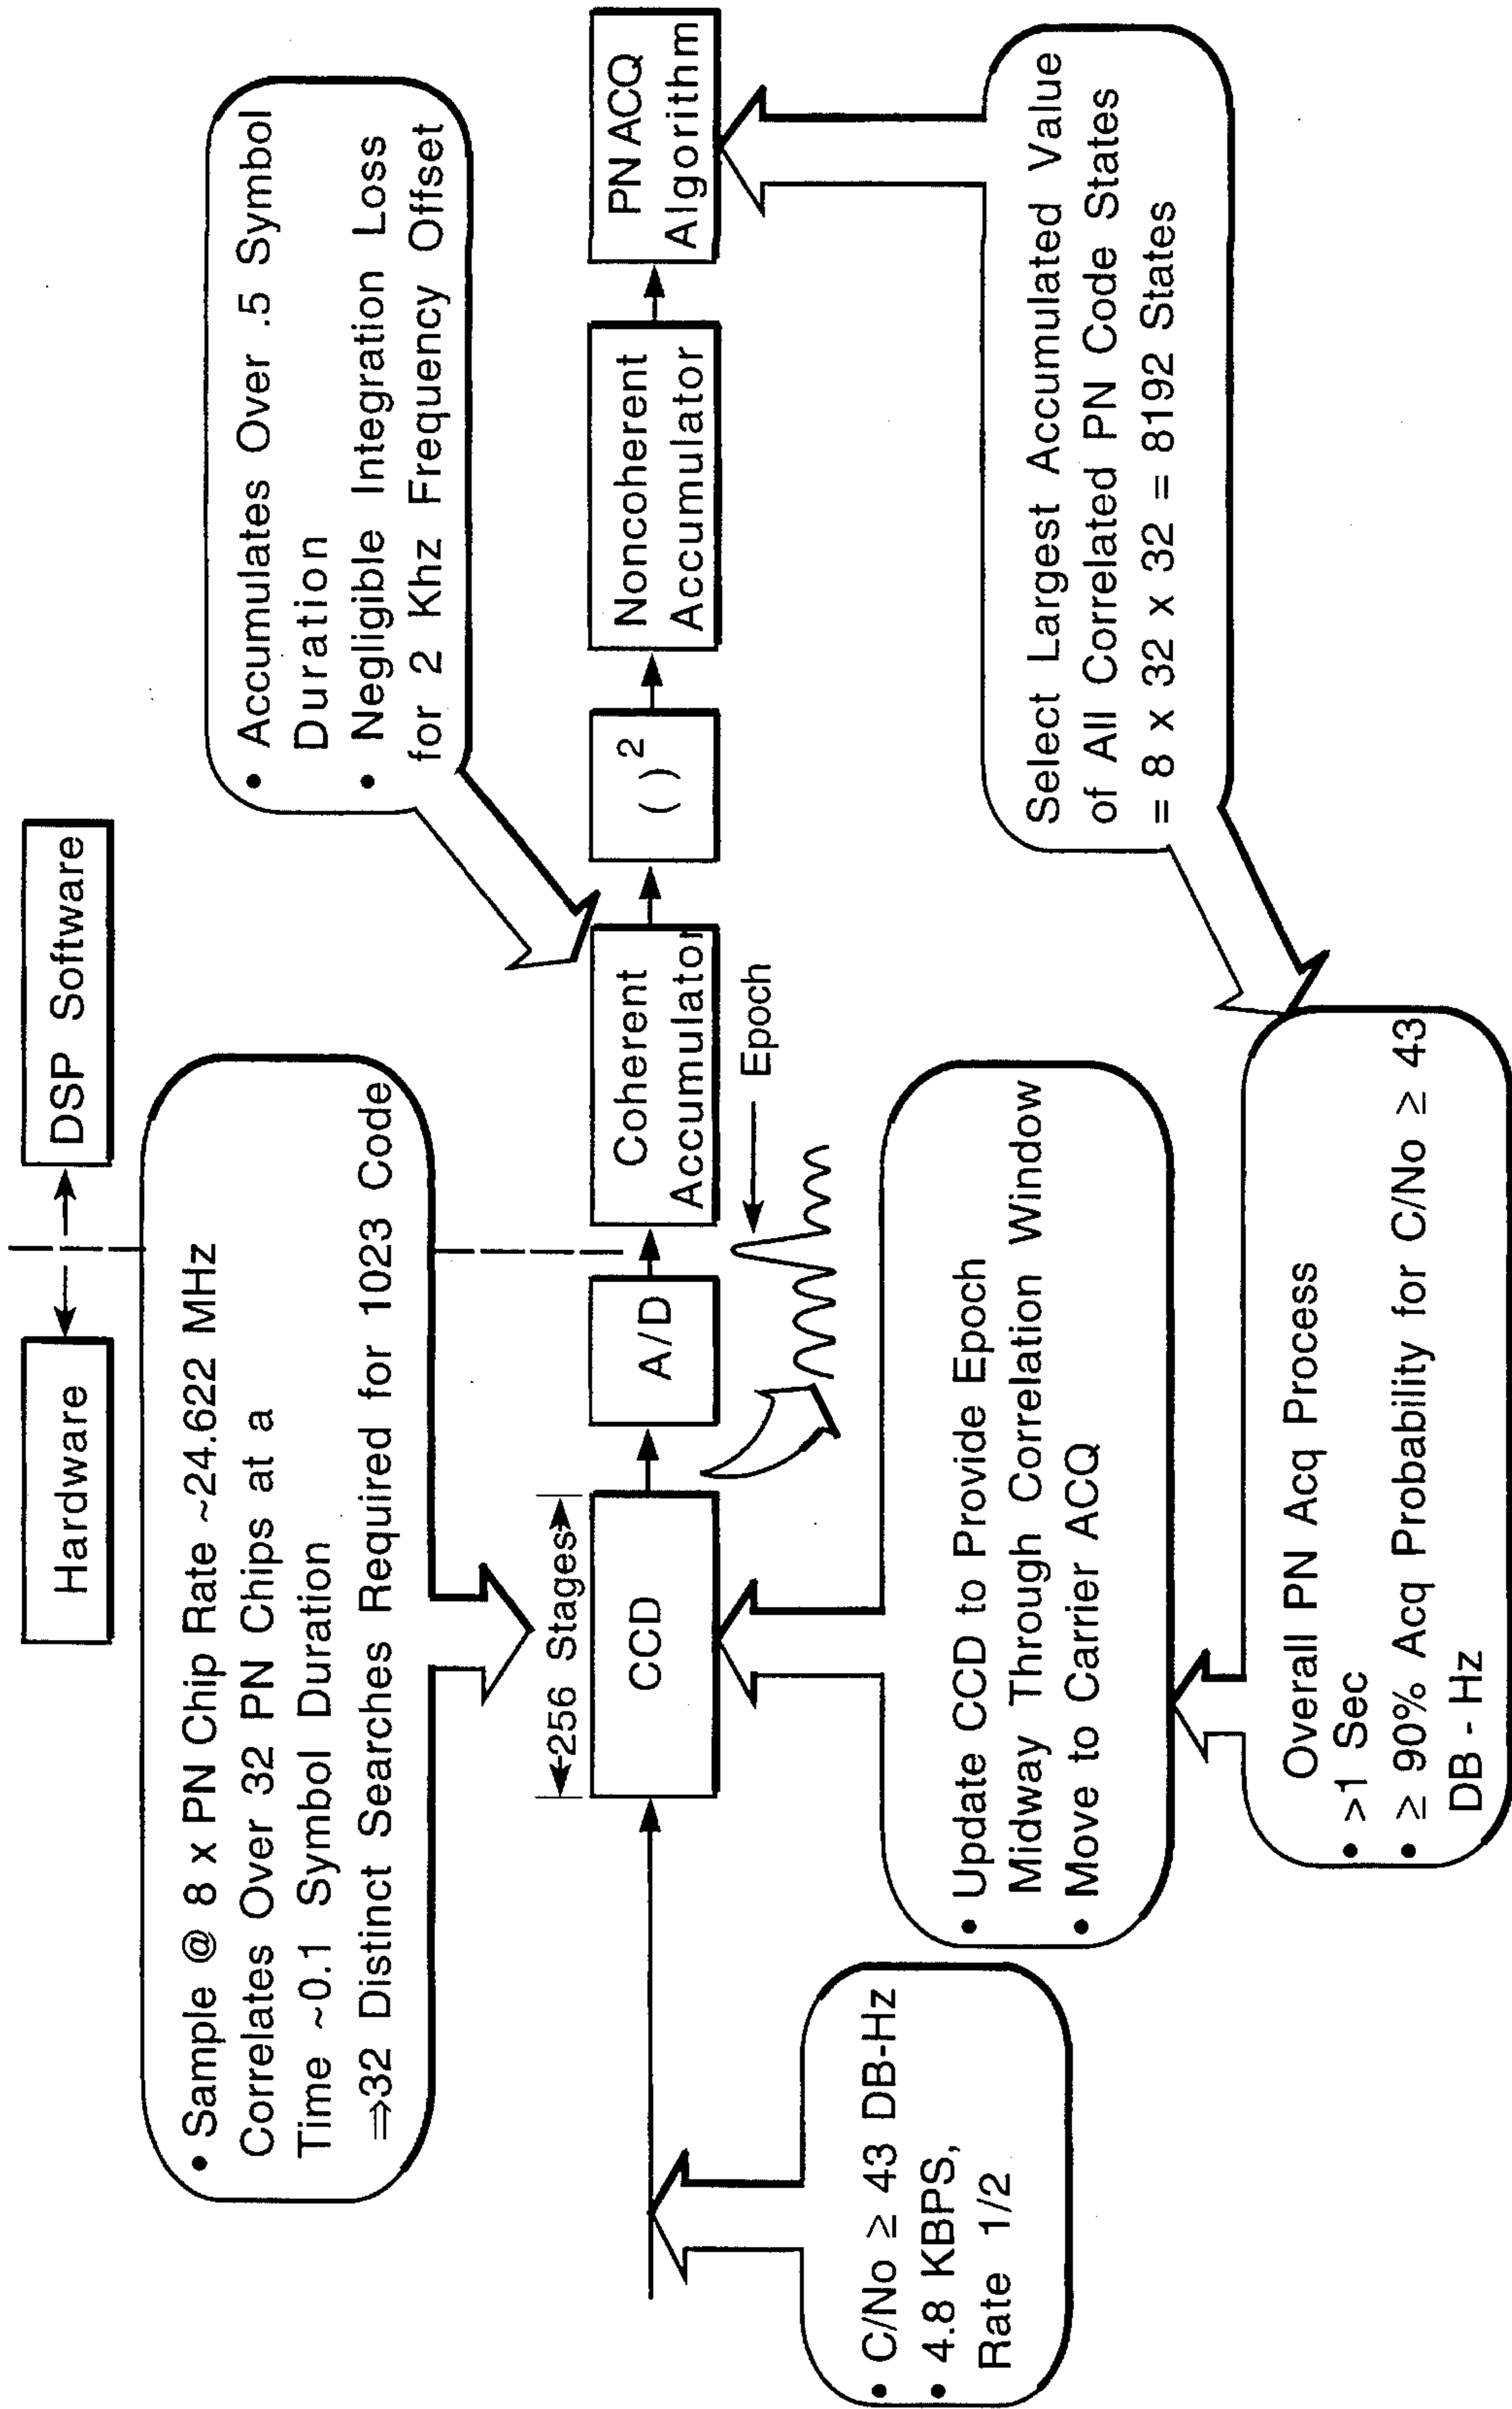 Hardware
DSP Software
• Sample @ 8 x PN Chip Rate ~24.622 MHz
Correlates Over 32 PN Chips at a
Time ~0.1 Symbol Duration
⇒32 Distinct Searches Required for 1023 Code
• Accumulates Over .5 Symbol
Duration
• Negligible Integration Loss
for 2 Khz Frequency Offset
256 Stages
CCD
A/D
Coherent
Accumulator
( )²
Noncoherent
Accumulator
PN ACQ
Algorithm
Epoch
• C/No ≥ 43 DB-Hz
• 4.8 KBPS,
Rate 1/2
• Update CCD to Provide Epoch
Midway Through Correlation Window
• Move to Carrier ACQ
Select Largest Accumulated Value
of All Correlated PN Code States
= 8 x 32 x 32 = 8192 States
Overall PN Acq Process
• >1 Sec
• ≥ 90% Acq Probability for C/No ≥ 43
DB - Hz